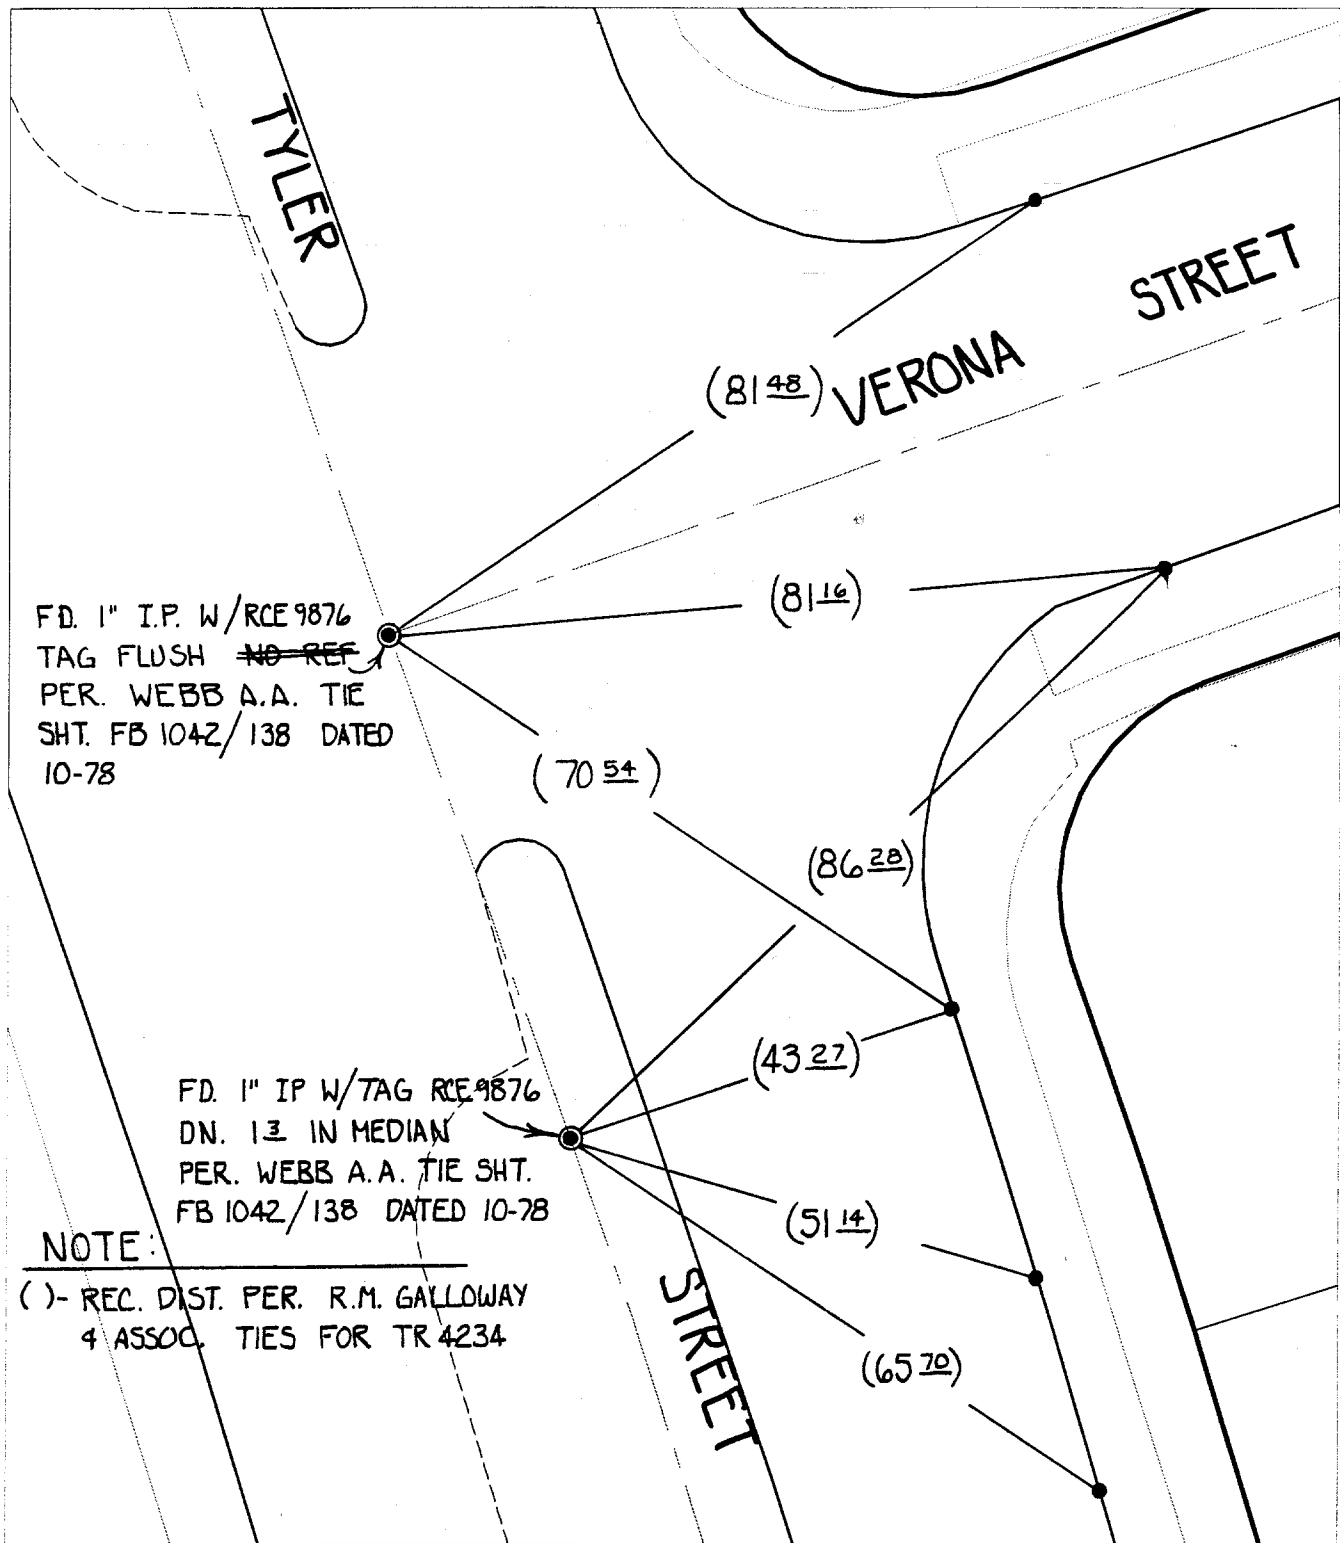 TYLER
STREET
VERONA
(81 48)
(81 16)
FD. 1" I.P. W/RCE 9876
TAG FLUSH NO REF
PER. WEBB A.A. TIE
SHT. FB 1042/138 DATED
10-78
(70 54)
(86 28)
(43 27)
FD. 1" IP W/TAG RCE 9876
DN. 1 3 IN MEDIAN
PER. WEBB A.A. TIE SHT.
FB 1042/138 DATED 10-78
(51 14)
NOTE:
( )- REC. DIST. PER. R.M. GALLOWAY
& ASSOC. TIES FOR TR 4234
STREET
(65 70)